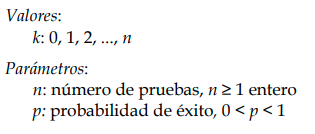 Valores:
k: 0, 1, 2, ..., n
Parámetros:
n: número de pruebas, n ≥ 1 entero
p: probabilidad de éxito, 0 < p < 1